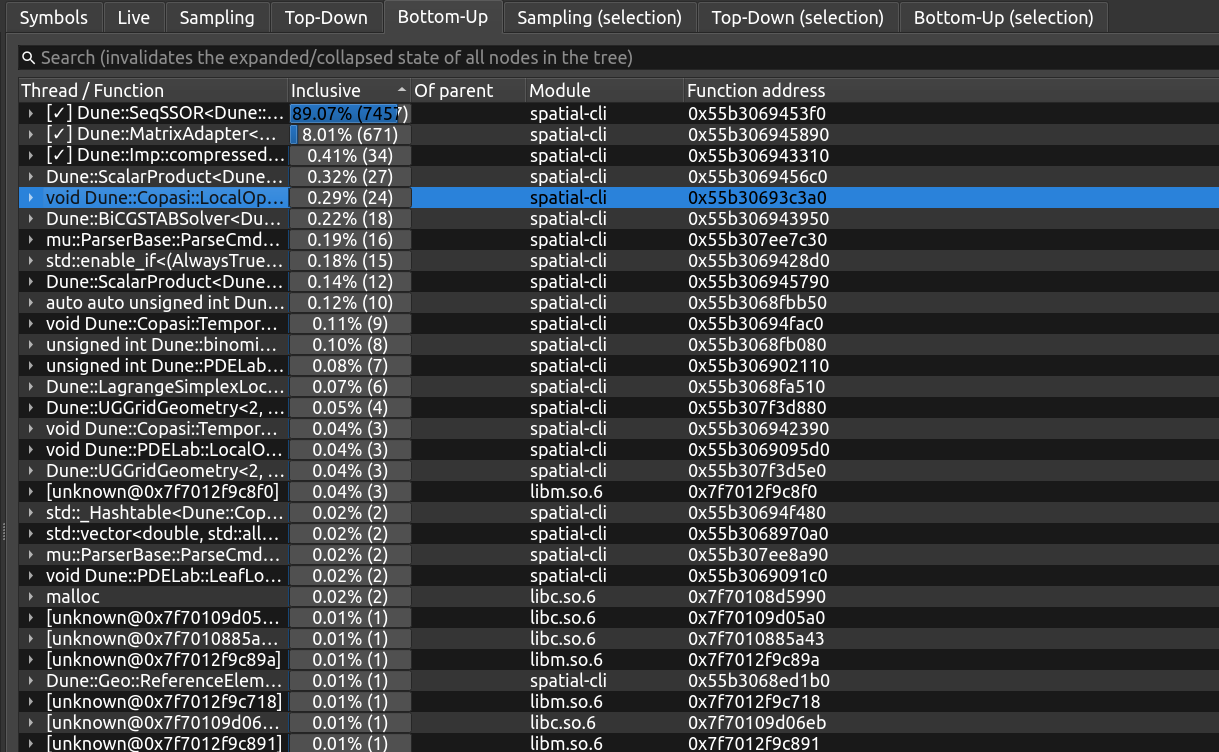 Symbols Live Sampling Top-Down Bottom-Up Sampling (selection) Top-Down (selection) Bottom-Up (selection)
Search (invalidates the expanded/collapsed state of all nodes in the tree)
Thread / Function Inclusive Of parent Module Function address
[✓] Dune::SeqSSOR<Dune::... 89.07% (7457) spatial-cli 0x55b3069453f0
[✓] Dune::MatrixAdapter<... 8.01% (671) spatial-cli 0x55b306945890
[✓] Dune::Imp::compressed... 0.41% (34) spatial-cli 0x55b306943310
Dune::ScalarProduct<Dune... 0.32% (27) spatial-cli 0x55b3069456c0
void Dune::Copasi::LocalOp... 0.29% (24) spatial-cli 0x55b30693c3a0
Dune::BiCGSTABSolver<Du... 0.22% (18) spatial-cli 0x55b306943950
mu::ParserBase::ParseCmd... 0.19% (16) spatial-cli 0x55b307ee7c30
std::enable_if<(AlwaysTrue... 0.18% (15) spatial-cli 0x55b3069428d0
Dune::ScalarProduct<Dune... 0.14% (12) spatial-cli 0x55b306945790
auto auto unsigned int Dun... 0.12% (10) spatial-cli 0x55b3068fbb50
void Dune::Copasi::Tempor... 0.11% (9) spatial-cli 0x55b30694fac0
unsigned int Dune::binomi... 0.10% (8) spatial-cli 0x55b3068fb080
unsigned int Dune::PDELab... 0.08% (7) spatial-cli 0x55b306902110
Dune::LagrangeSimplexLoc... 0.07% (6) spatial-cli 0x55b3068fa510
Dune::UGGridGeometry<2, ... 0.05% (4) spatial-cli 0x55b307f3d880
void Dune::Copasi::Tempor... 0.04% (3) spatial-cli 0x55b306942390
void Dune::PDELab::LocalO... 0.04% (3) spatial-cli 0x55b3069095d0
Dune::UGGridGeometry<2, ... 0.04% (3) spatial-cli 0x55b307f3d5e0
[unknown@0x7f7012f9c8f0] 0.04% (3) libm.so.6 0x7f7012f9c8f0
std::_Hashtable<Dune::Cop... 0.02% (2) spatial-cli 0x55b30694f480
std::vector<double, std::all... 0.02% (2) spatial-cli 0x55b3068970a0
mu::ParserBase::ParseCmd... 0.02% (2) spatial-cli 0x55b307ee8a90
void Dune::PDELab::LeafLo... 0.02% (2) spatial-cli 0x55b3069091c0
malloc 0.02% (2) libc.so.6 0x7f70108d5990
[unknown@0x7f70109d05... 0.01% (1) libc.so.6 0x7f70109d05a0
[unknown@0x7f7010885a... 0.01% (1) libc.so.6 0x7f7010885a43
[unknown@0x7f7012f9c89a] 0.01% (1) libm.so.6 0x7f7012f9c89a
Dune::Geo::ReferenceElem... 0.01% (1) spatial-cli 0x55b3068ed1b0
[unknown@0x7f7012f9c718] 0.01% (1) libm.so.6 0x7f7012f9c718
[unknown@0x7f70109d06... 0.01% (1) libc.so.6 0x7f70109d06eb
[unknown@0x7f7012f9c891] 0.01% (1) libm.so.6 0x7f7012f9c891